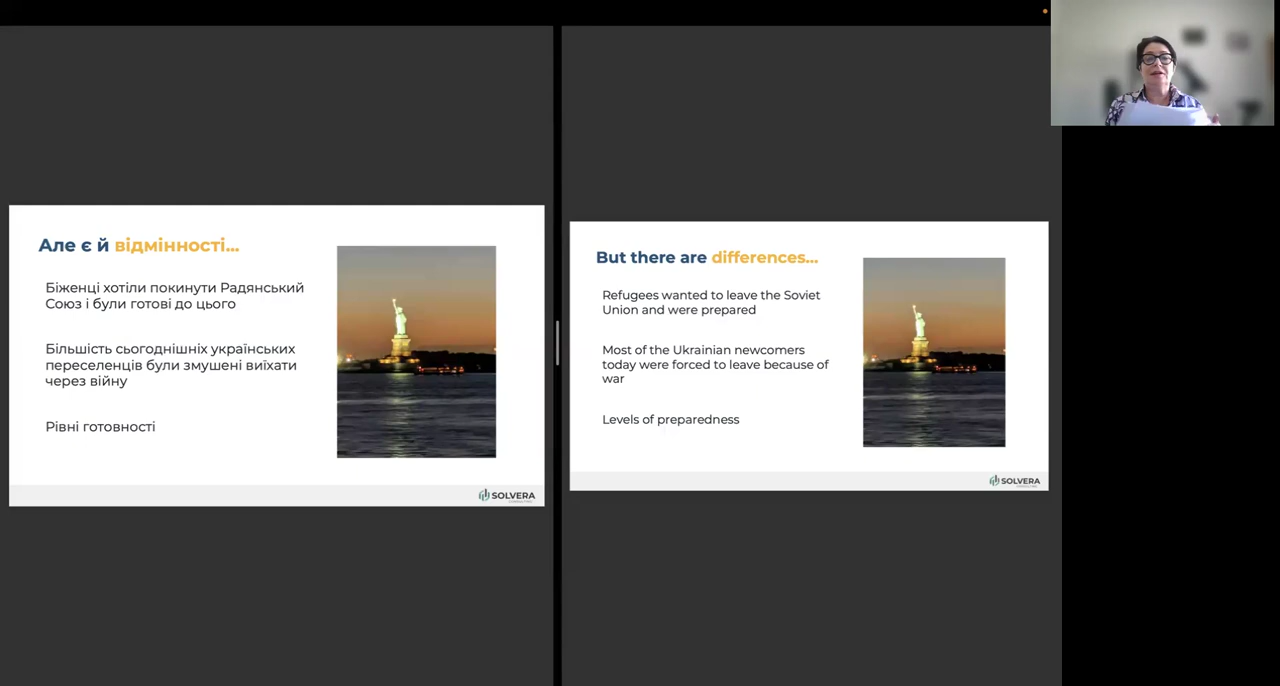 Але є й відмінності...
Біженці хотіли покинути Радянський
Союз і були готові до цього
Більшість сьогоднішніх українських
переселенців були змушені виїхати
через війну
Рівні готовності
SOLVERA
But there are differences...
Refugees wanted to leave the Soviet
Union and were prepared
Most of the Ukrainian newcomers
today were forced to leave because of
war
Levels of preparedness
SOLVERA